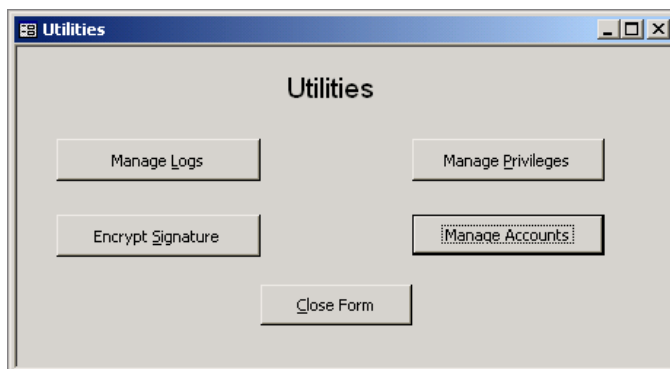 Utilities
Utilities
Manage Logs
Manage Privileges
Encrypt Signature
Manage Accounts
Close Form